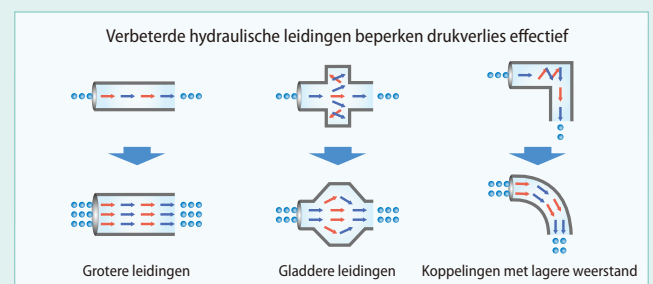 Verbeterde hydraulische leidingen beperken drukverlies effectief
Grotere leidingen
Gladdere leidingen
Koppelingen met lagere weerstand